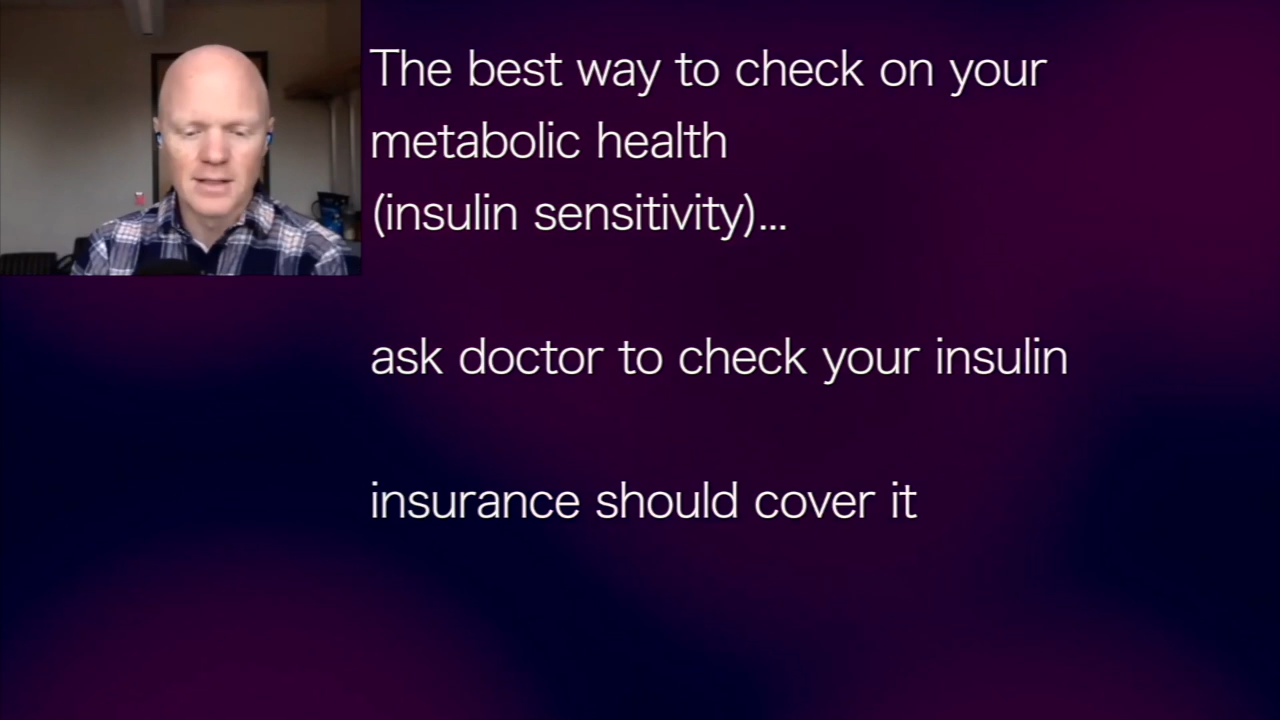 The best way to check on your
metabolic health
(insulin sensitivity)...
ask doctor to check your insulin
insurance should cover it